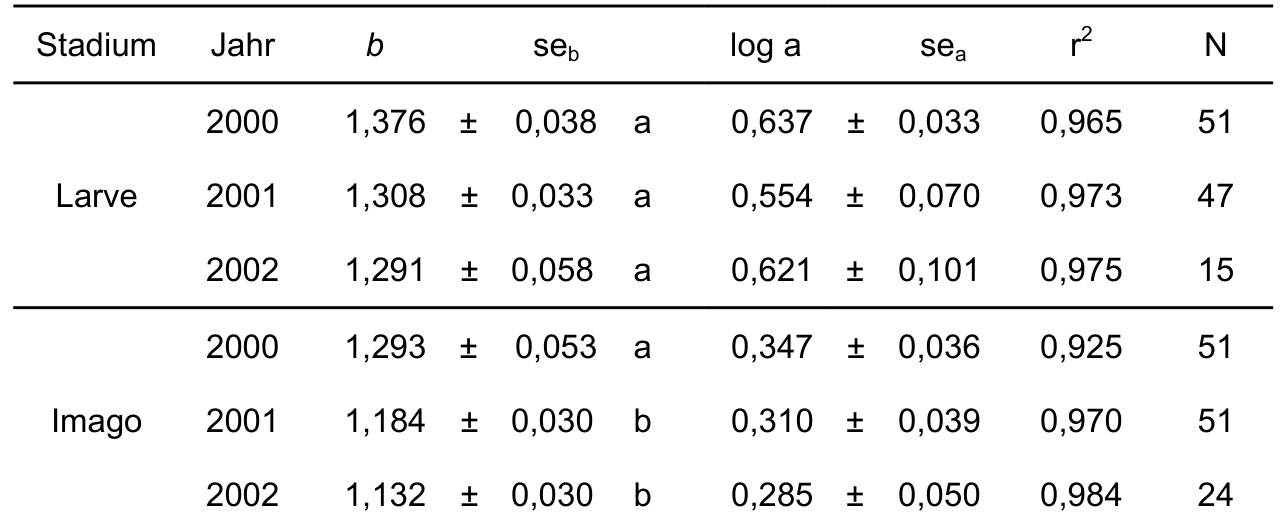 Stadium Jahr b se_b log a se_a r² N
2000 1,376 ± 0,038 a 0,637 ± 0,033 0,965 51
Larve 2001 1,308 ± 0,033 a 0,554 ± 0,070 0,973 47
2002 1,291 ± 0,058 a 0,621 ± 0,101 0,975 15
2000 1,293 ± 0,053 a 0,347 ± 0,036 0,925 51
Imago 2001 1,184 ± 0,030 b 0,310 ± 0,039 0,970 51
2002 1,132 ± 0,030 b 0,285 ± 0,050 0,984 24